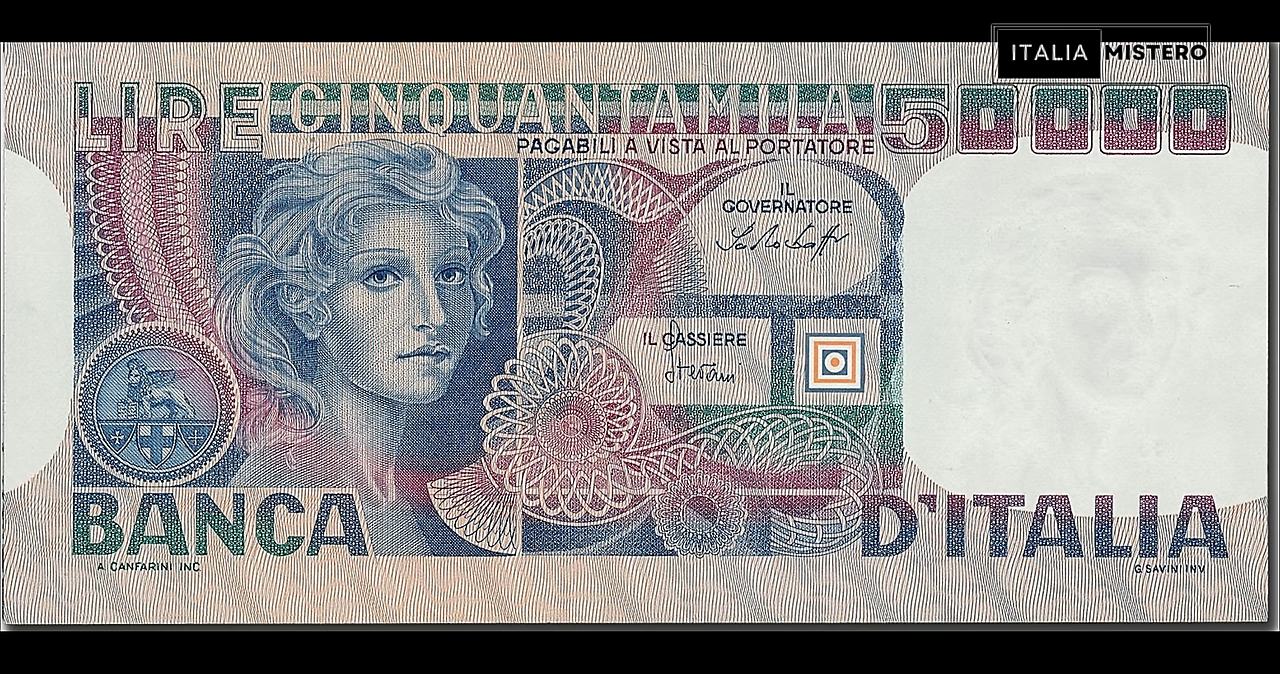 ITALIA MISTERO
LIRE CINQUANTAMILA 50000
PAGABILI A VISTA AL PORTATORE
IL
GOVERNATORE
IL CASSIERE
BANCA D'ITALIA
A. CANFARINI INC.
G. SAVINI INV.